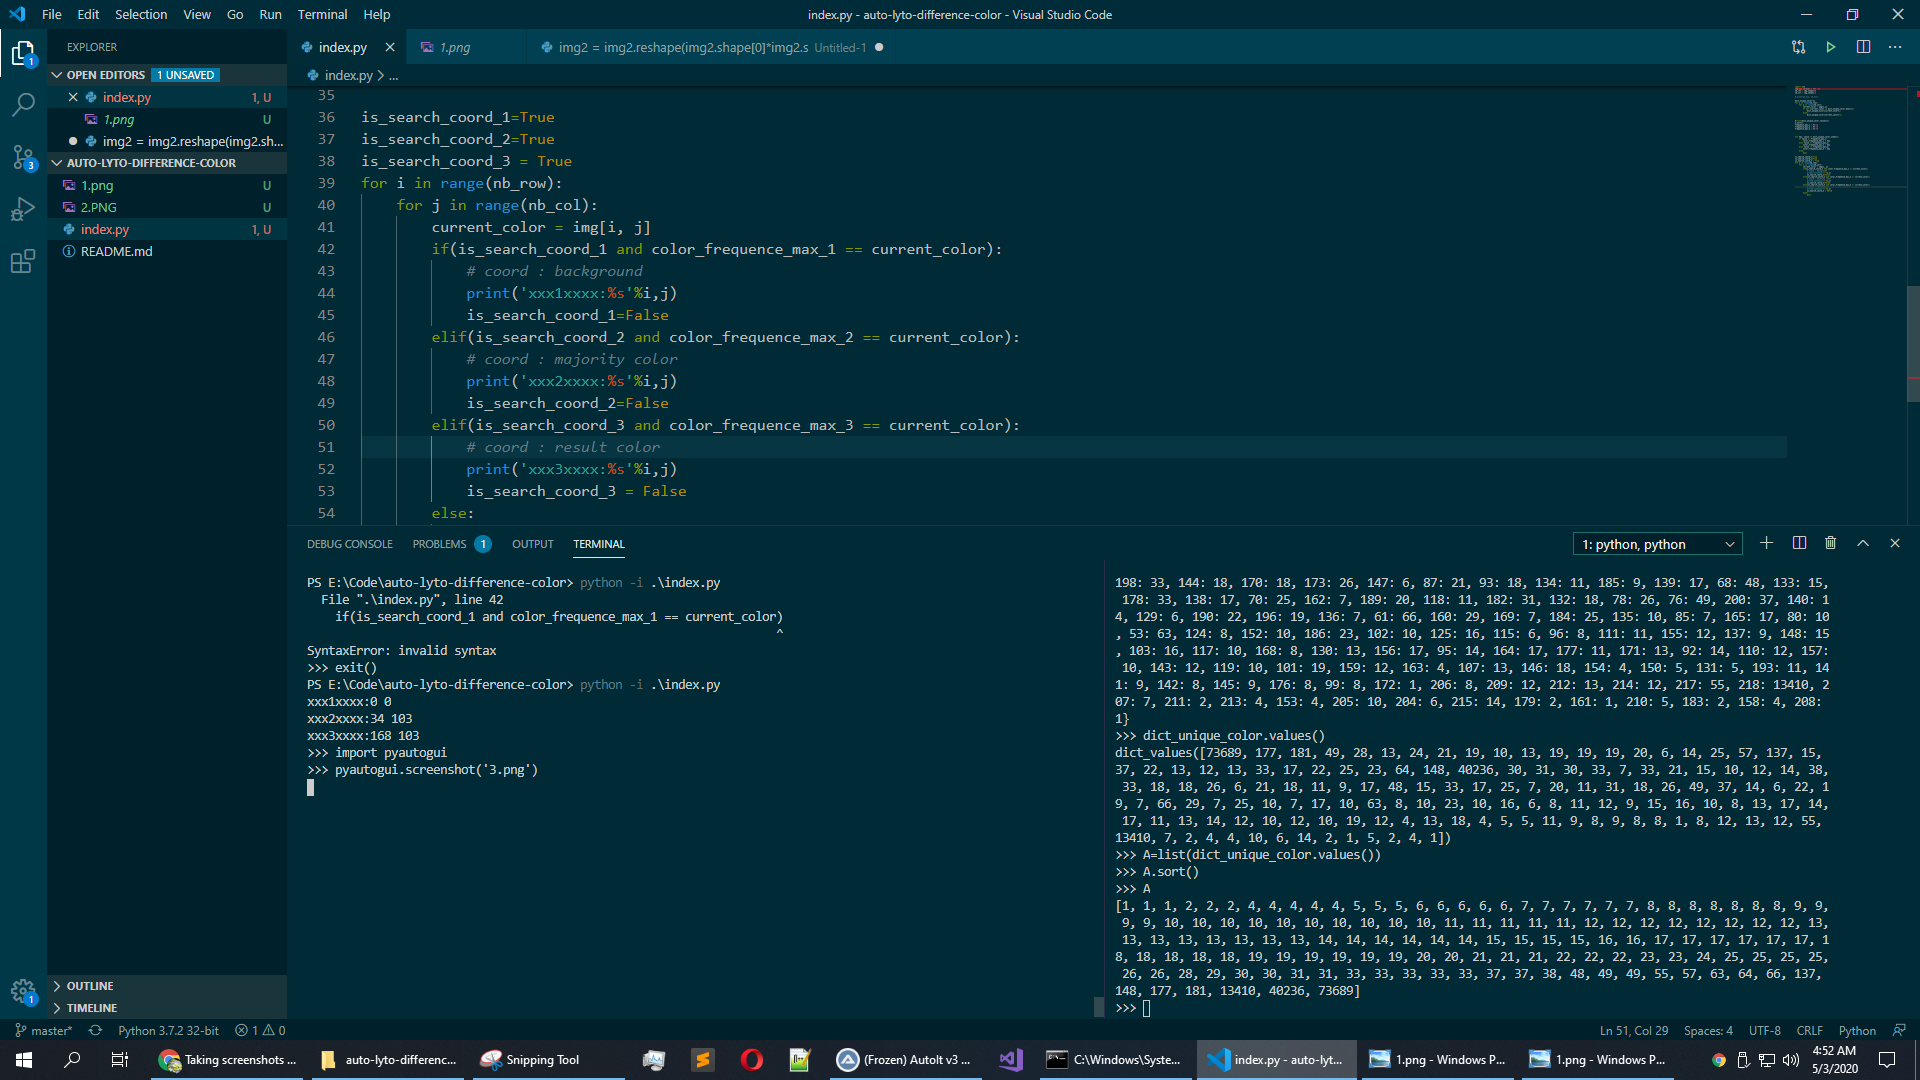 File Edit Selection View Go Run Terminal Help
index.py - auto-lyto-difference-color - Visual Studio Code
EXPLORER
OPEN EDITORS 1 UNSAVED
index.py 1, U
1.png U
img2 = img2.reshape(img2.sh...
AUTO-LYTO-DIFFERENCE-COLOR
1.png U
2.PNG U
index.py 1, U
README.md
OUTLINE
TIMELINE
1
3
1
index.py
1.png
img2 = img2.reshape(img2.shape[0]*img2.s Untitled-1
index.py > ...
35
36 is_search_coord_1=True
37 is_search_coord_2=True
38 is_search_coord_3 = True
39 for i in range(nb_row):
40 for j in range(nb_col):
41 current_color = img[i, j]
42 if(is_search_coord_1 and color_frequence_max_1 == current_color):
43 # coord : background
44 print('xxx1xxxx:%s'%i,j)
45 is_search_coord_1=False
46 elif(is_search_coord_2 and color_frequence_max_2 == current_color):
47 # coord : majority color
48 print('xxx2xxxx:%s'%i,j)
49 is_search_coord_2=False
50 elif(is_search_coord_3 and color_frequence_max_3 == current_color):
51 # coord : result color
52 print('xxx3xxxx:%s'%i,j)
53 is_search_coord_3 = False
54 else:
DEBUG CONSOLE PROBLEMS 1 OUTPUT TERMINAL
1: python, python
PS E:\Code\auto-lyto-difference-color> python -i .\index.py
File ".\index.py", line 42
if(is_search_coord_1 and color_frequence_max_1 == current_color)
^
SyntaxError: invalid syntax
>>> exit()
PS E:\Code\auto-lyto-difference-color> python -i .\index.py
xxx1xxxx:0 0
xxx2xxxx:34 103
xxx3xxxx:168 103
>>> import pyautogui
>>> pyautogui.screenshot('3.png')
198: 33, 144: 18, 170: 18, 173: 26, 147: 6, 87: 21, 93: 18, 134: 11, 185: 9, 139: 17, 68: 48, 133: 15,
178: 33, 138: 17, 70: 25, 162: 7, 189: 20, 118: 11, 182: 31, 132: 18, 78: 26, 76: 49, 200: 37, 140: 1
4, 129: 6, 190: 22, 196: 19, 136: 7, 61: 66, 160: 29, 169: 7, 184: 25, 135: 10, 85: 7, 165: 17, 80: 10
, 53: 63, 124: 8, 152: 10, 186: 23, 102: 10, 125: 16, 115: 6, 96: 8, 111: 11, 155: 12, 137: 9, 148: 15
, 103: 16, 117: 10, 168: 8, 130: 13, 156: 17, 95: 14, 164: 17, 177: 11, 171: 13, 92: 14, 110: 12, 157:
10, 143: 12, 119: 10, 101: 19, 159: 12, 163: 4, 107: 13, 146: 18, 154: 4, 150: 5, 131: 5, 193: 11, 14
1: 9, 142: 8, 145: 9, 176: 8, 99: 8, 172: 1, 206: 8, 209: 12, 212: 13, 214: 12, 217: 55, 218: 13410, 2
07: 7, 211: 2, 213: 4, 153: 4, 205: 10, 204: 6, 215: 14, 179: 2, 161: 1, 210: 5, 183: 2, 158: 4, 208:
1}
>>> dict_unique_color.values()
dict_values([73689, 177, 181, 49, 28, 13, 24, 21, 19, 10, 13, 19, 19, 19, 20, 6, 14, 25, 57, 137, 15,
37, 22, 13, 12, 13, 33, 17, 22, 25, 23, 64, 148, 40236, 30, 31, 30, 33, 7, 33, 21, 15, 10, 12, 14, 38,
33, 18, 18, 26, 6, 21, 18, 11, 9, 17, 48, 15, 33, 17, 25, 7, 20, 11, 31, 18, 26, 49, 37, 14, 6, 22, 1
9, 7, 66, 29, 7, 25, 10, 7, 17, 10, 63, 8, 10, 23, 10, 16, 6, 8, 11, 12, 9, 15, 16, 10, 8, 13, 17, 14,
17, 11, 13, 14, 12, 10, 12, 10, 19, 12, 4, 13, 18, 4, 5, 5, 11, 9, 8, 9, 8, 8, 1, 8, 12, 13, 12, 55,
13410, 7, 2, 4, 4, 10, 6, 14, 2, 1, 5, 2, 4, 1])
>>> A=list(dict_unique_color.values())
>>> A.sort()
>>> A
[1, 1, 1, 2, 2, 2, 4, 4, 4, 4, 4, 5, 5, 5, 6, 6, 6, 6, 6, 7, 7, 7, 7, 7, 7, 8, 8, 8, 8, 8, 8, 8, 9, 9,
9, 9, 10, 10, 10, 10, 10, 10, 10, 10, 10, 10, 10, 11, 11, 11, 11, 11, 12, 12, 12, 12, 12, 12, 12, 12, 13,
13, 13, 13, 13, 13, 13, 13, 14, 14, 14, 14, 14, 14, 15, 15, 15, 15, 16, 16, 17, 17, 17, 17, 17, 17, 1
8, 18, 18, 18, 18, 19, 19, 19, 19, 19, 19, 20, 20, 21, 21, 21, 22, 22, 22, 23, 23, 24, 25, 25, 25, 25,
26, 26, 28, 29, 30, 30, 31, 31, 33, 33, 33, 33, 33, 37, 37, 38, 48, 49, 49, 55, 57, 63, 64, 66, 137,
148, 177, 181, 13410, 40236, 73689]
>>>
master* Python 3.7.2 32-bit 1 0
Ln 51, Col 29 Spaces: 4 UTF-8 CRLF Python
Taking screenshots ...
auto-lyto-differenc...
Snipping Tool
(Frozen) AutoIt v3 ...
C:\Windows\Syste...
index.py - auto-lyt...
1.png - Windows P...
1.png - Windows P...
4:52 AM
5/3/2020